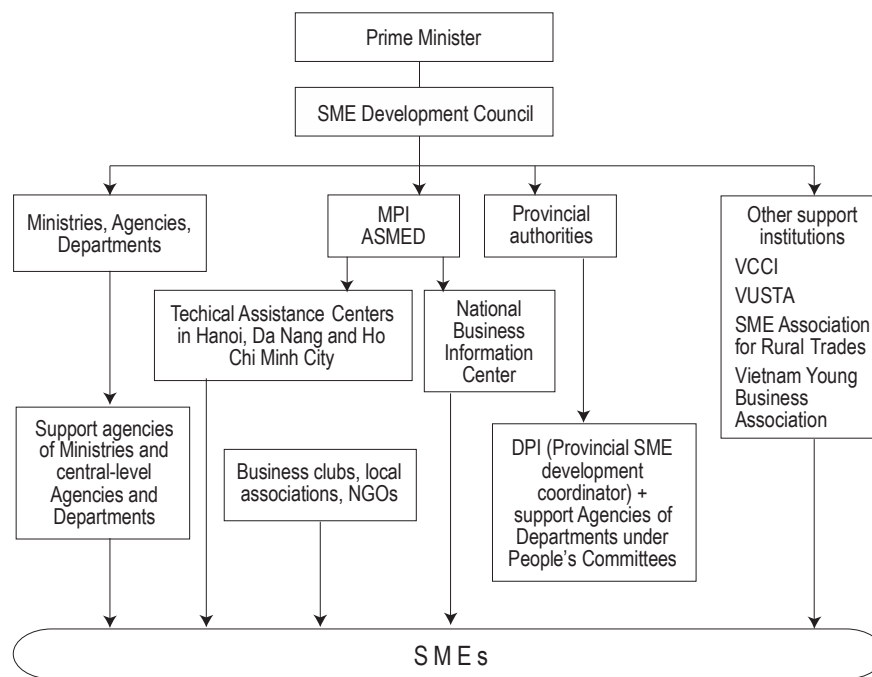 Prime Minister
SME Development Council
Ministries, Agencies,
Departments
MPI
ASMED
Provincial
authorities
Other support
institutions
VCCI
VUSTA
SME Association
for Rural Trades
Vietnam Young
Business
Association
Techical Assistance Centers
in Hanoi, Da Nang and Ho
Chi Minh City
National
Business
Information
Center
Support agencies
of Ministries and
central-level
Agencies and
Departments
Business clubs, local
associations, NGOs
DPI (Provincial SME
development
coordinator) +
support Agencies of
Departments under
People's Committees
SMEs